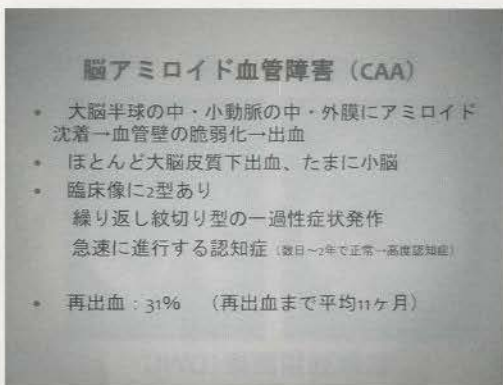 脳アミロイド血管障害（CAA）
• 大脳半球の中・小動脈の中・外膜にアミロイド
沈着→血管壁の脆弱化→出血
• ほとんど大脳皮質下出血、たまに小脳
• 臨床像に2型あり
繰り返し紋切り型の一過性症状発作
急速に進行する認知症（数日～2年で正常→高度認知症）
• 再出血：31% （再出血まで平均11ヶ月）